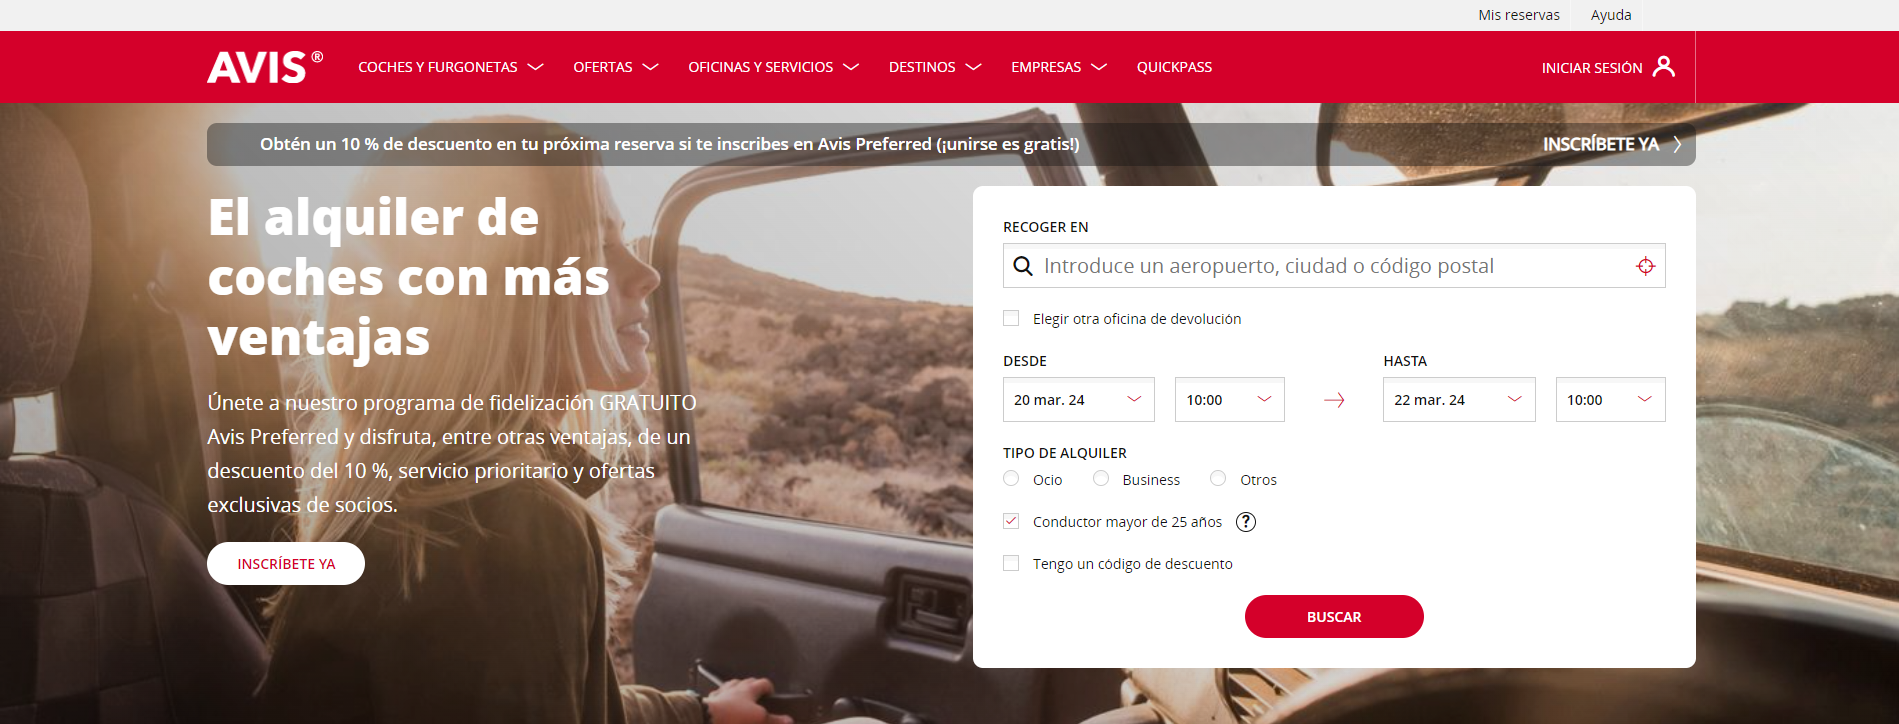 Mis reservas
Ayuda
AVIS®
COCHES Y FURGONETAS
OFERTAS
OFICINAS Y SERVICIOS
DESTINOS
EMPRESAS
QUICKPASS
INICIAR SESIÓN
Obtén un 10 % de descuento en tu próxima reserva si te inscribes en Avis Preferred (¡unirse es gratis!)
INSCRÍBETE YA
El alquiler de
coches con más
ventajas
Únete a nuestro programa de fidelización GRATUITO
Avis Preferred y disfruta, entre otras ventajas, de un
descuento del 10 %, servicio prioritario y ofertas
exclusivas de socios.
INSCRÍBETE YA
RECOGER EN
Introduce un aeropuerto, ciudad o código postal
Elegir otra oficina de devolución
DESDE
HASTA
20 mar. 24
10:00
22 mar. 24
10:00
TIPO DE ALQUILER
Ocio
Business
Otros
Conductor mayor de 25 años ?
Tengo un código de descuento
BUSCAR